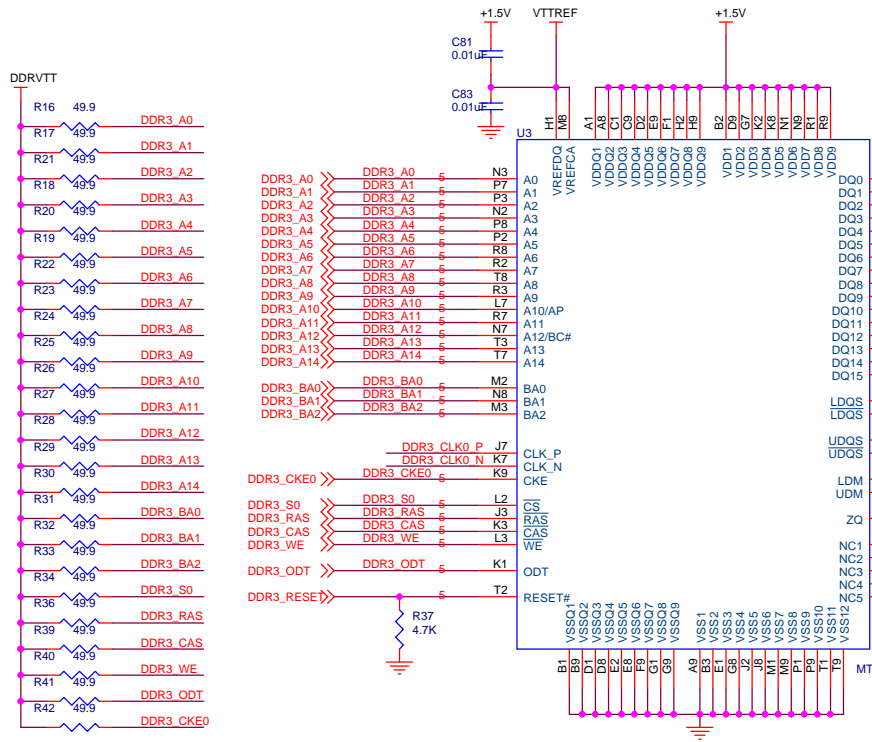 +1.5V VTTREF +1.5V
C81
0.01uF
C83
0.01uF
DDRVTT
R16 49.9 DDR3_A0
R17 49.9 DDR3_A1
R21 49.9 DDR3_A2
R18 49.9 DDR3_A3
R20 49.9 DDR3_A4
R19 49.9 DDR3_A5
R22 49.9 DDR3_A6
R23 49.9 DDR3_A7
R24 49.9 DDR3_A8
R25 49.9 DDR3_A9
R26 49.9 DDR3_A10
R27 49.9 DDR3_A11
R28 49.9 DDR3_A12
R29 49.9 DDR3_A13
R30 49.9 DDR3_A14
R31 49.9 DDR3_BA0
R32 49.9 DDR3_BA1
R33 49.9 DDR3_BA2
R34 49.9 DDR3_S0
R36 49.9 DDR3_RAS
R39 49.9 DDR3_CAS
R40 49.9 DDR3_WE
R41 49.9 DDR3_ODT
R42 49.9 DDR3_CKE0
U3
H1 M8 A1 A8 C1 C9 D2 E9 F1 H2 H9 B2 D9 G7 K2 K8 N1 N9 R1 R9
VREFDQ VREFCA VDDQ1 VDDQ2 VDDQ3 VDDQ4 VDDQ5 VDDQ6 VDDQ7 VDDQ8 VDDQ9 VDD1 VDD2 VDD3 VDD4 VDD5 VDD6 VDD7 VDD8 VDD9
DDR3_A0 DDR3_A0 5 N3 A0
DDR3_A1 DDR3_A1 5 P7 A1
DDR3_A2 DDR3_A2 5 P3 A2
DDR3_A3 DDR3_A3 5 N2 A3
DDR3_A4 DDR3_A4 5 P8 A4
DDR3_A5 DDR3_A5 5 P2 A5
DDR3_A6 DDR3_A6 5 R8 A6
DDR3_A7 DDR3_A7 5 R2 A7
DDR3_A8 DDR3_A8 5 T8 A8
DDR3_A9 DDR3_A9 5 R3 A9
DDR3_A10 DDR3_A10 5 L7 A10/AP
DDR3_A11 DDR3_A11 5 R7 A11
DDR3_A12 DDR3_A12 5 N7 A12/BC#
DDR3_A13 DDR3_A13 5 T3 A13
DDR3_A14 DDR3_A14 5 T7 A14
DDR3_BA0 DDR3_BA0 5 M2 BA0
DDR3_BA1 DDR3_BA1 5 N8 BA1
DDR3_BA2 DDR3_BA2 5 M3 BA2
DDR3_CLK0_P J7 CLK_P
DDR3_CLK0_N K7 CLK_N
DDR3_CKE0 DDR3_CKE0 5 K9 CKE
DDR3_S0 DDR3_S0 5 L2 CS
DDR3_RAS DDR3_RAS 5 J3 RAS
DDR3_CAS DDR3_CAS 5 K3 CAS
DDR3_WE DDR3_WE 5 L3 WE
DDR3_ODT DDR3_ODT 5 K1 ODT
DDR3_RESET 5 T2 RESET#
R37
4.7K
DQ0
DQ1
DQ2
DQ3
DQ4
DQ5
DQ6
DQ7
DQ8
DQ9
DQ10
DQ11
DQ12
DQ13
DQ14
DQ15
LDQS
LDQS
UDQS
UDQS
LDM
UDM
ZQ
NC1
NC2
NC3
NC4
NC5
VSSQ1 VSSQ2 VSSQ3 VSSQ4 VSSQ5 VSSQ6 VSSQ7 VSSQ8 VSSQ9 VSS1 VSS2 VSS3 VSS4 VSS5 VSS6 VSS7 VSS8 VSS9 VSS10 VSS11 VSS12
B1 B9 D1 D8 E2 E8 F9 G1 G9 A9 B3 E1 G8 J2 J8 M1 M9 P1 P9 T1 T9
MT